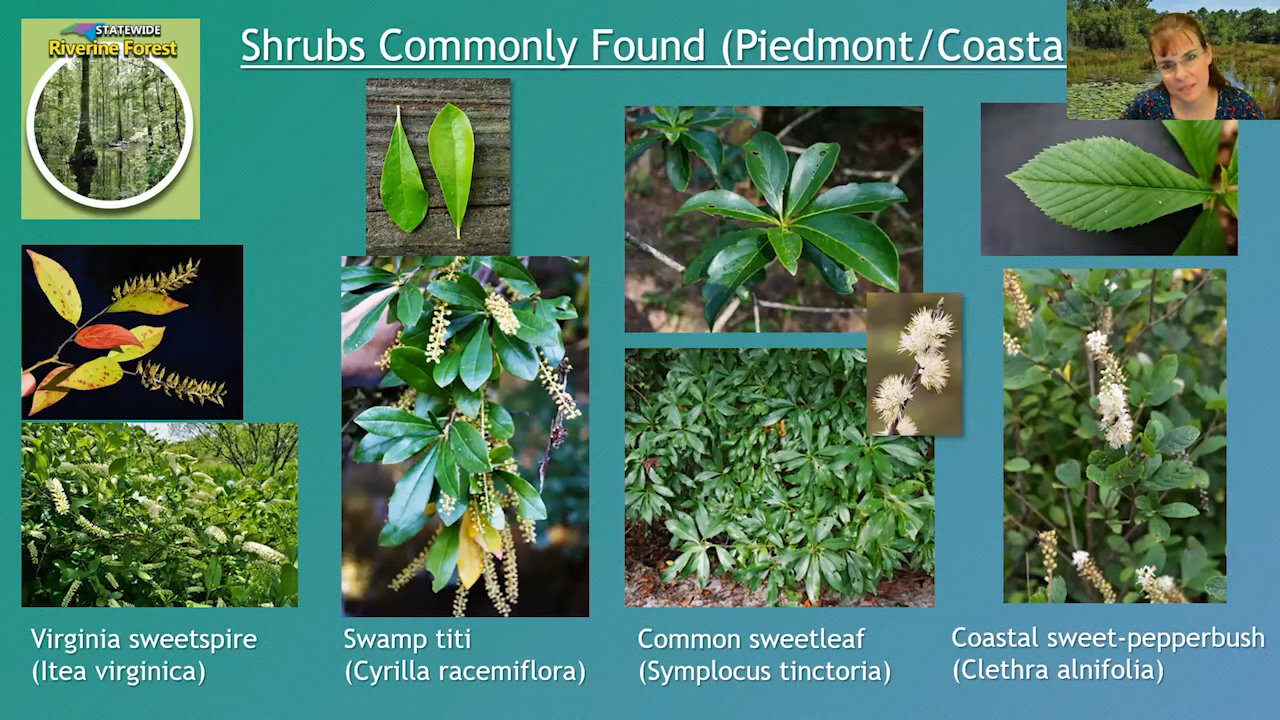 STATEWIDE
Riverine Forest
Shrubs Commonly Found (Piedmont/Coasta
Virginia sweetspire
(Itea virginica)
Swamp titi
(Cyrilla racemiflora)
Common sweetleaf
(Symplocus tinctoria)
Coastal sweet-pepperbush
(Clethra alnifolia)